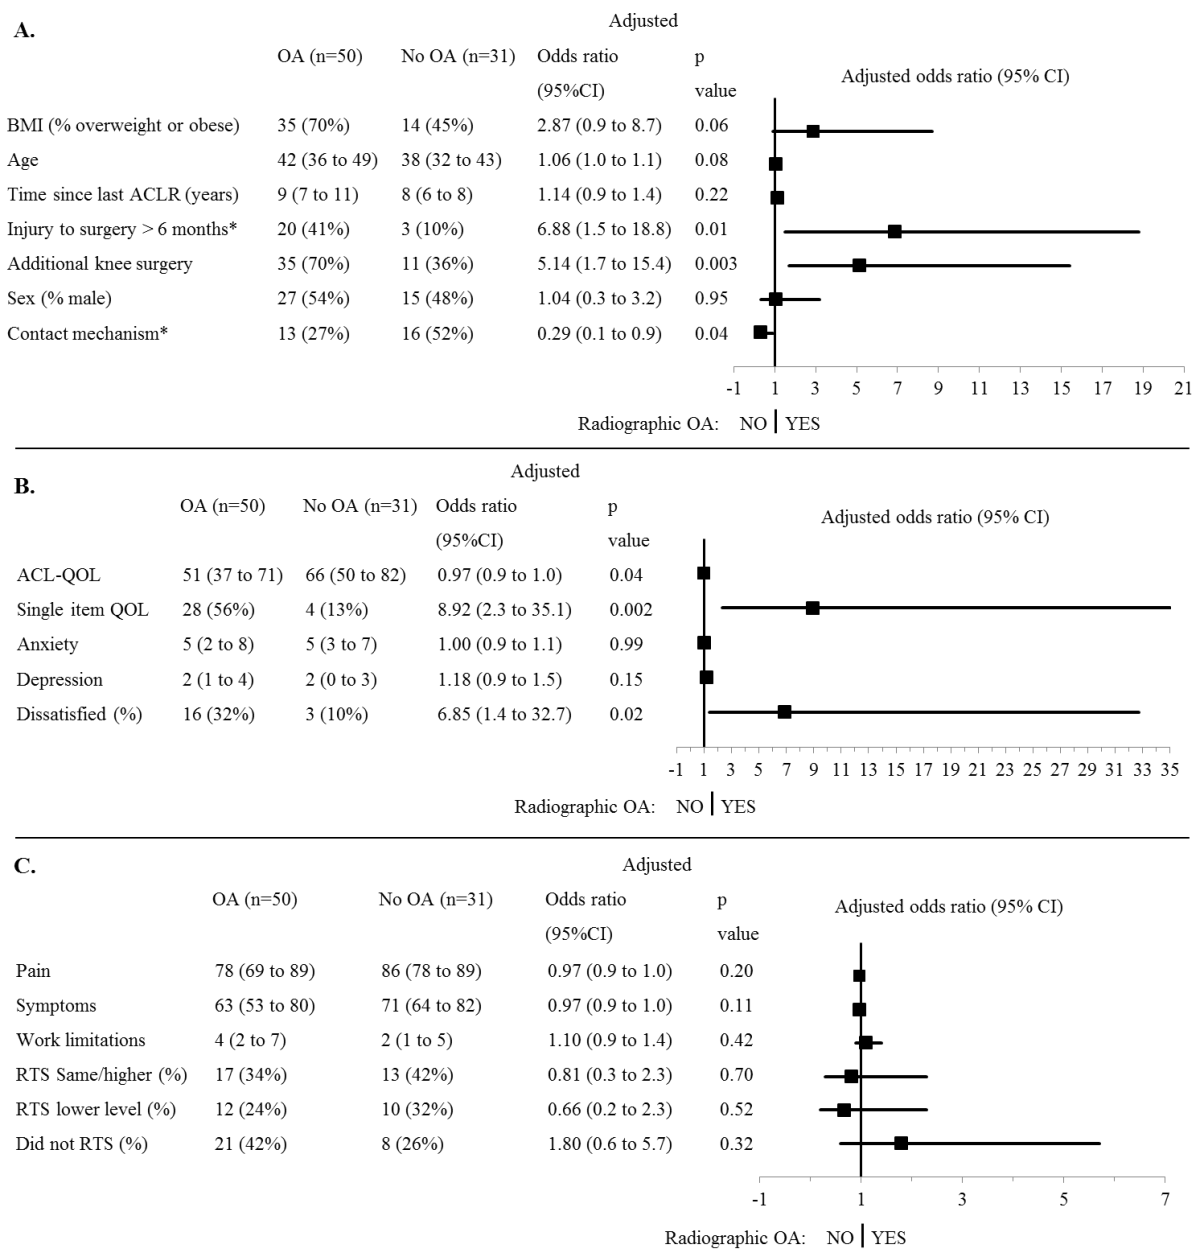 A.
Adjusted
OA (n=50) No OA (n=31) Odds ratio p
(95%CI) value
Adjusted odds ratio (95% CI)
BMI (% overweight or obese) 35 (70%) 14 (45%) 2.87 (0.9 to 8.7) 0.06
Age 42 (36 to 49) 38 (32 to 43) 1.06 (1.0 to 1.1) 0.08
Time since last ACLR (years) 9 (7 to 11) 8 (6 to 8) 1.14 (0.9 to 1.4) 0.22
Injury to surgery > 6 months* 20 (41%) 3 (10%) 6.88 (1.5 to 18.8) 0.01
Additional knee surgery 35 (70%) 11 (36%) 5.14 (1.7 to 15.4) 0.003
Sex (% male) 27 (54%) 15 (48%) 1.04 (0.3 to 3.2) 0.95
Contact mechanism* 13 (27%) 16 (52%) 0.29 (0.1 to 0.9) 0.04
-1 1 3 5 7 9 11 13 15 17 19 21
Radiographic OA: NO YES
B.
Adjusted
OA (n=50) No OA (n=31) Odds ratio p
(95%CI) value
Adjusted odds ratio (95% CI)
ACL-QOL 51 (37 to 71) 66 (50 to 82) 0.97 (0.9 to 1.0) 0.04
Single item QOL 28 (56%) 4 (13%) 8.92 (2.3 to 35.1) 0.002
Anxiety 5 (2 to 8) 5 (3 to 7) 1.00 (0.9 to 1.1) 0.99
Depression 2 (1 to 4) 2 (0 to 3) 1.18 (0.9 to 1.5) 0.15
Dissatisfied (%) 16 (32%) 3 (10%) 6.85 (1.4 to 32.7) 0.02
-1 1 3 5 7 9 11 13 15 17 19 21 23 25 27 29 31 33 35
Radiographic OA: NO YES
C.
Adjusted
OA (n=50) No OA (n=31) Odds ratio p
(95%CI) value
Adjusted odds ratio (95% CI)
Pain 78 (69 to 89) 86 (78 to 89) 0.97 (0.9 to 1.0) 0.20
Symptoms 63 (53 to 80) 71 (64 to 82) 0.97 (0.9 to 1.0) 0.11
Work limitations 4 (2 to 7) 2 (1 to 5) 1.10 (0.9 to 1.4) 0.42
RTS Same/higher (%) 17 (34%) 13 (42%) 0.81 (0.3 to 2.3) 0.70
RTS lower level (%) 12 (24%) 10 (32%) 0.66 (0.2 to 2.3) 0.52
Did not RTS (%) 21 (42%) 8 (26%) 1.80 (0.6 to 5.7) 0.32
-1 1 3 5 7
Radiographic OA: NO YES